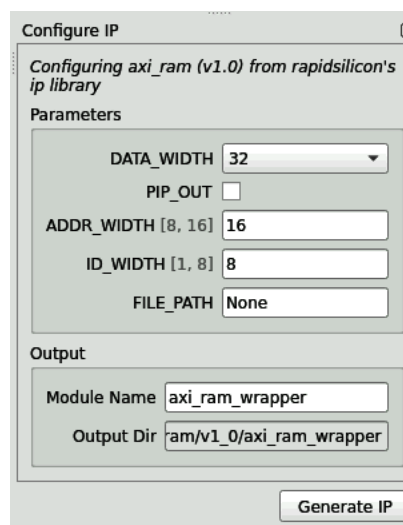 Configure IP
Configuring axi_ram (v1.0) from rapidsilicon's
ip library
Parameters
DATA_WIDTH 32
PIP_OUT
ADDR_WIDTH [8, 16] 16
ID_WIDTH [1, 8] 8
FILE_PATH None
Output
Module Name axi_ram_wrapper
Output Dir ram/v1_0/axi_ram_wrapper
Generate IP